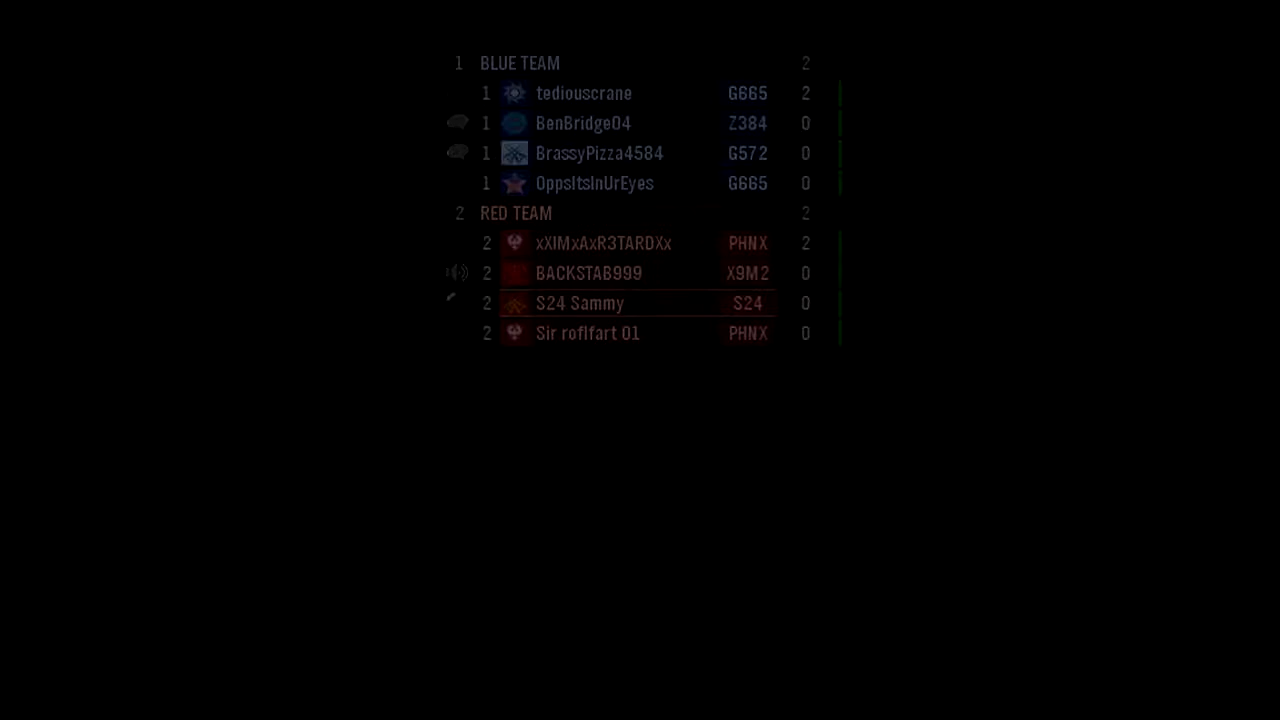 1 BLUE TEAM 2
1 tediouscrane G665 2
1 BenBridge04 Z384 0
1 BrassyPizza4584 G572 0
1 OppsItsInUrEyes G665 0
2 RED TEAM 2
2 xXIMxAxR3TARDXx PHNX 2
2 BACKSTAB999 X9M2 0
2 S24 Sammy S24 0
2 Sir roflfart 01 PHNX 0